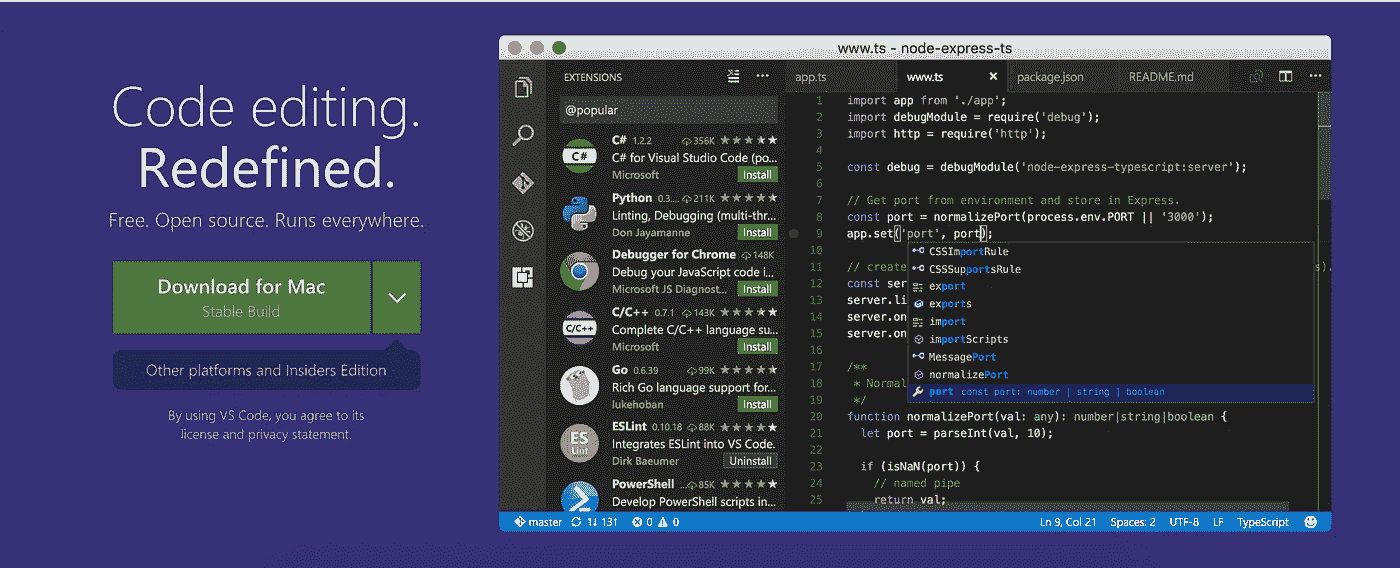 Code editing.
Redefined.
Free. Open source. Runs everywhere.
Download for Mac
Stable Build
Other platforms and Insiders Edition
By using VS Code, you agree to its
license and privacy statement.
www.ts - node-express-ts
EXTENSIONS
@popular
C# 1.2.2 356K ★★★★★
C# for Visual Studio Code (po...
Microsoft Install
C#
Python 0.3... 211K ★★★★★
Linting, Debugging (multi-thr...
Don Jayamanne Install
Debugger for Chrome 148K
Debug your JavaScript code i...
Microsoft JS Diagnost... Install
C/C++ 0.7.1 143K ★★★★★
Complete C/C++ language su...
Microsoft Install
C/C++
Go 0.6.39 99K ★★★★★
Rich Go language support for...
lukehoban Install
ESLint 0.10.18 88K ★★★★★
Integrates ESLint into VS Code.
Dirk Baeumer Uninstall
ES
Lint
PowerShell ... 85K ★★★★★
Develop PowerShell scripts in...
app.ts www.ts × package.json README.md
1 import app from './app';
2 import debugModule = require('debug');
3 import http = require('http');
4
5 const debug = debugModule('node-express-typescript:server');
6
7 // Get port from environment and store in Express.
8 const port = normalizePort(process.env.PORT || '3000');
9 app.set('port', port);
10
11 // create s).
12 const ser
13 server.li
14 server.on
15 server.on
16
17 /**
18 * Normal
19 */
20 function normalizePort(val: any): number|string|boolean {
21 let port = parseInt(val, 10);
22
23 if (isNaN(port)) {
24 // named pipe
25 return val;
CSSImportRule
CSSSupportsRule
export
exports
import
importScripts
MessagePort
normalizePort
port const port: number | string | boolean
master 13↑ 0 0 Ln 9, Col 21 Spaces: 2 UTF-8 LF TypeScript